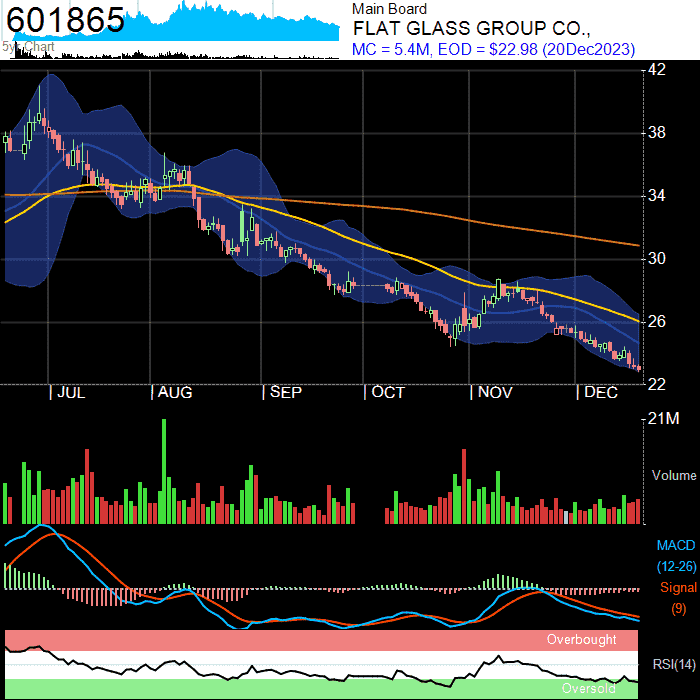 601865
5yr Chart
Main Board
FLAT GLASS GROUP CO.,
MC = 5.4M, EOD = $22.98 (20Dec2023)
42
38
34
30
26
22
| JUL | AUG | SEP | OCT | NOV | DEC
21M
Volume
MACD
(12-26)
Signal
(9)
Overbought
RSI(14)
Oversold